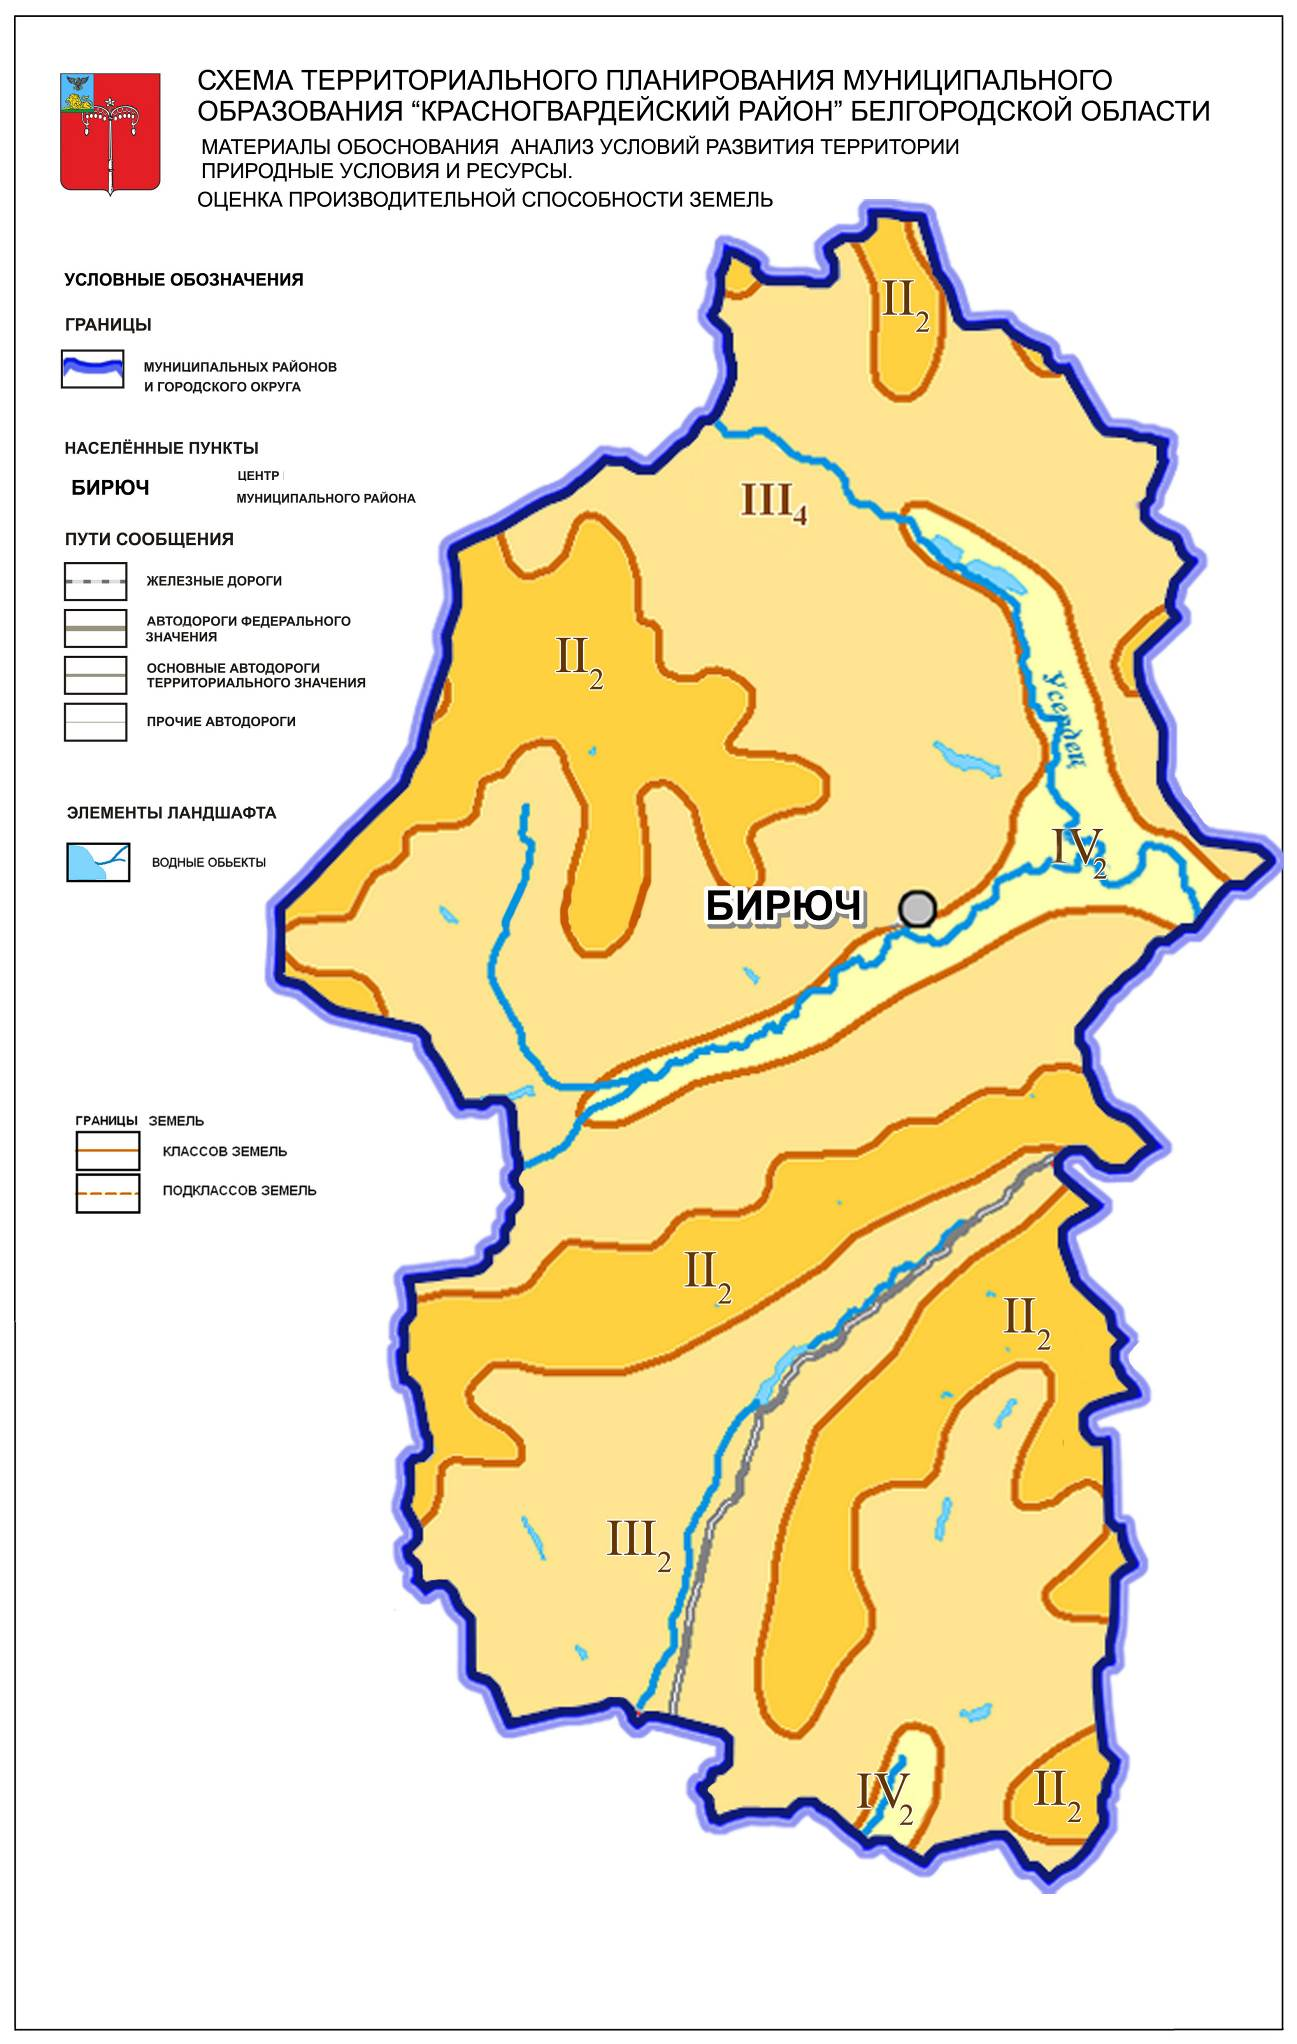 СХЕМА ТЕРРИТОРИАЛЬНОГО ПЛАНИРОВАНИЯ МУНИЦИПАЛЬНОГО
ОБРАЗОВАНИЯ “КРАСНОГВАРДЕЙСКИЙ РАЙОН” БЕЛГОРОДСКОЙ ОБЛАСТИ
МАТЕРИАЛЫ ОБОСНОВАНИЯ АНАЛИЗ УСЛОВИЙ РАЗВИТИЯ ТЕРРИТОРИИ
ПРИРОДНЫЕ УСЛОВИЯ И РЕСУРСЫ.
ОЦЕНКА ПРОИЗВОДИТЕЛЬНОЙ СПОСОБНОСТИ ЗЕМЕЛЬ
УСЛОВНЫЕ ОБОЗНАЧЕНИЯ
ГРАНИЦЫ
МУНИЦИПАЛЬНЫХ РАЙОНОВ
И ГОРОДСКОГО ОКРУГА
НАСЕЛЁННЫЕ ПУНКТЫ
БИРЮЧ
ЦЕНТР
МУНИЦИПАЛЬНОГО РАЙОНА
ПУТИ СООБЩЕНИЯ
ЖЕЛЕЗНЫЕ ДОРОГИ
АВТОДОРОГИ ФЕДЕРАЛЬНОГО
ЗНАЧЕНИЯ
ОСНОВНЫЕ АВТОДОРОГИ
ТЕРРИТОРИАЛЬНОГО ЗНАЧЕНИЯ
ПРОЧИЕ АВТОДОРОГИ
ЭЛЕМЕНТЫ ЛАНДШАФТА
ВОДНЫЕ ОБЬЕКТЫ
ГРАНИЦЫ ЗЕМЕЛЬ
КЛАССОВ ЗЕМЕЛЬ
ПОДКЛАССОВ ЗЕМЕЛЬ
II2
III4
II2
Усердец
IV2
БИРЮЧ
II2
II2
III2
IV2
II2